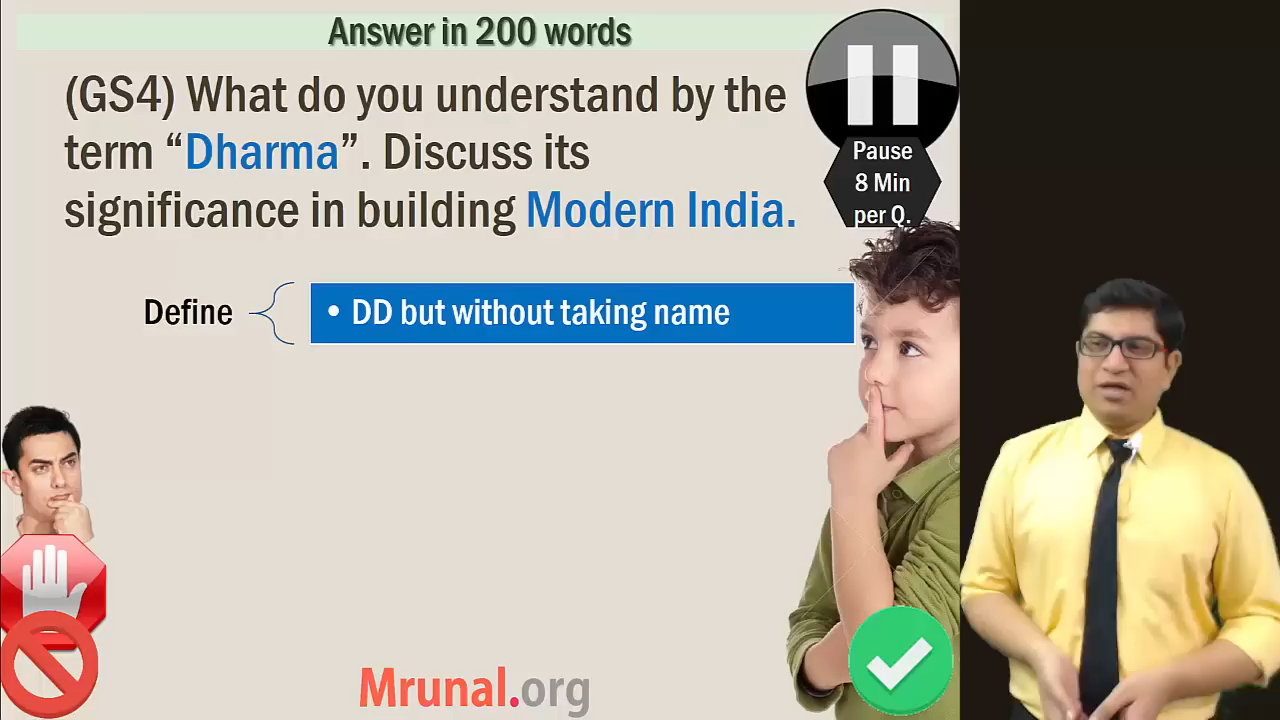 Answer in 200 words
(GS4) What do you understand by the
term “Dharma”. Discuss its
significance in building Modern India.
Pause
8 Min
per Q.
Define
• DD but without taking name
Mrunal.org